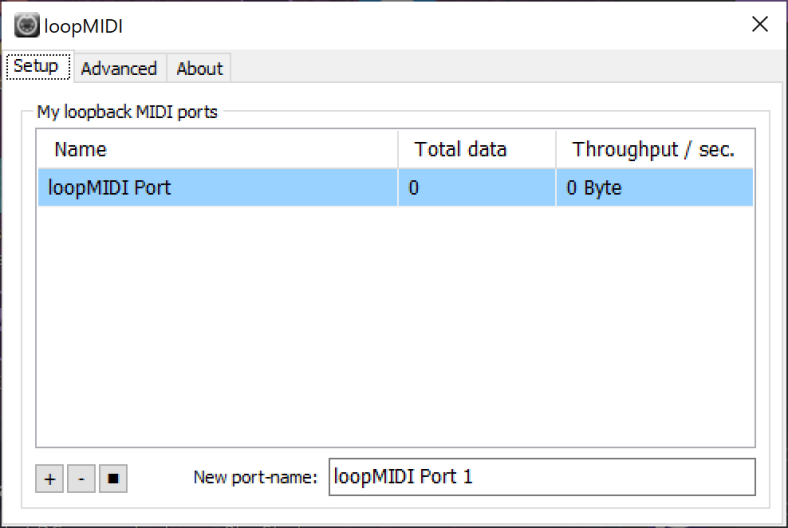 loopMIDI
Setup Advanced About
My loopback MIDI ports
Name Total data Throughput / sec.
loopMIDI Port 0 0 Byte
+ - ■ New port-name: loopMIDI Port 1